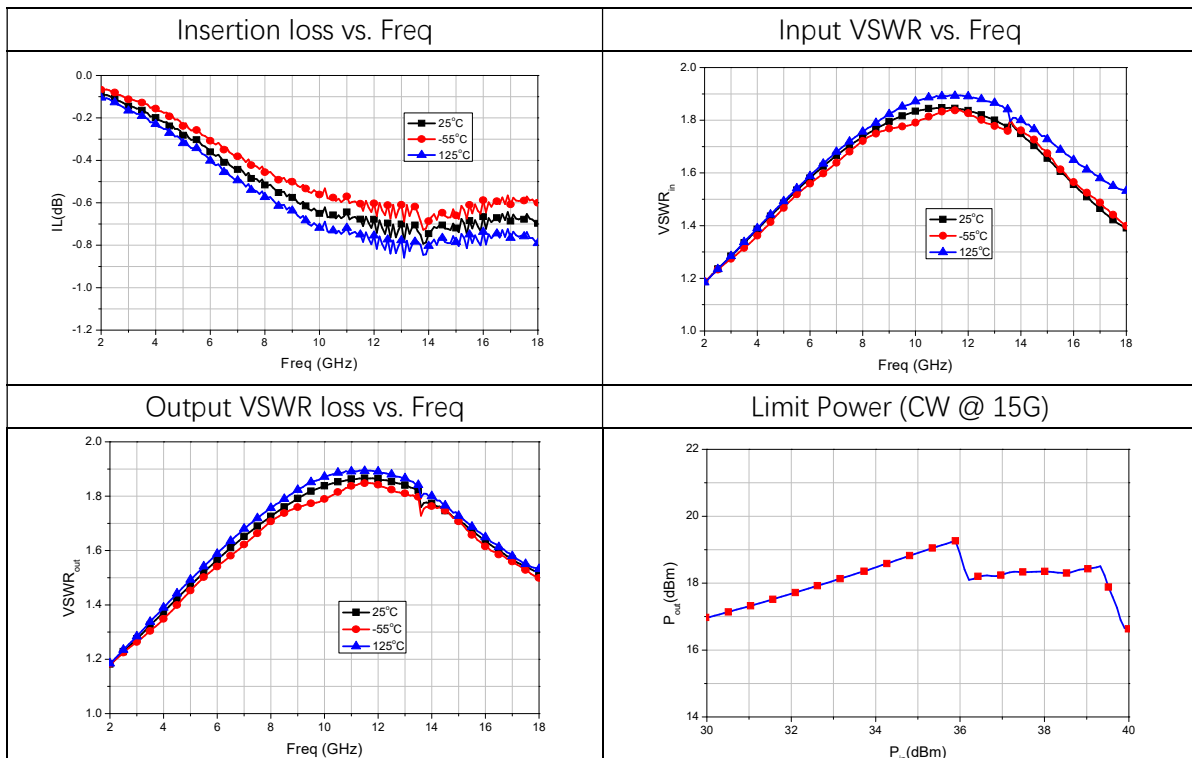 Insertion loss vs. Freq
0.0
-0.2
-0.4
-0.6
-0.8
-1.0
-1.2
IL(dB)
25°C
-55°C
125°C
2 4 6 8 10 12 14 16 18
Freq (GHz)
Input VSWR vs. Freq
2.0
1.8
1.6
1.4
1.2
1.0
VSWRin
25°C
-55°C
125°C
2 4 6 8 10 12 14 16 18
Freq (GHz)
Output VSWR loss vs. Freq
2.0
1.8
1.6
1.4
1.2
1.0
VSWRout
25°C
-55°C
125°C
2 4 6 8 10 12 14 16 18
Freq (GHz)
Limit Power (CW @ 15G)
22
20
18
16
14
Pout(dBm)
30 32 34 36 38 40
Pin(dBm)